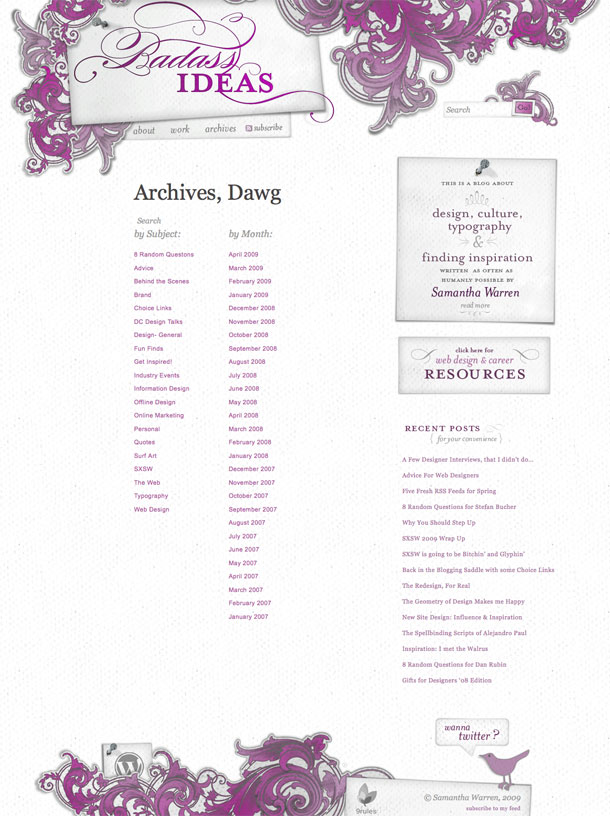 Badass
IDEAS
about work archives subscribe
Search Go!
Archives, Dawg
Search
by Subject:
8 Random Questons
Advice
Behind the Scenes
Brand
Choice Links
DC Design Talks
Design- General
Fun Finds
Get Inspired!
Industry Events
Information Design
Offline Design
Online Marketing
Personal
Quotes
Surf Art
SXSW
The Web
Typography
Web Design
by Month:
April 2009
March 2009
February 2009
January 2009
December 2008
November 2008
October 2008
September 2008
August 2008
July 2008
June 2008
May 2008
April 2008
March 2008
February 2008
January 2008
December 2007
November 2007
October 2007
September 2007
August 2007
July 2007
June 2007
May 2007
April 2007
March 2007
February 2007
January 2007
THIS IS A BLOG ABOUT
design, culture,
typography
&
finding inspiration
WRITTEN AS OFTEN AS
HUMANLY POSSIBLE BY
Samantha Warren
read more
click here for
web design & career
RESOURCES
RECENT POSTS
{ for your convenience }
A Few Designer Interviews, that I didn't do...
Advice For Web Designers
Five Fresh RSS Feeds for Spring
8 Random Questions for Stefan Bucher
Why You Should Step Up
SXSW 2009 Wrap Up
SXSW is going to be Bitchin' and Glyphin'
Back in the Blogging Saddle with some Choice Links
The Redesign, For Real
The Geometry of Design Makes me Happy
New Site Design: Influence & Inspiration
The Spellbinding Scripts of Alejandro Paul
Inspiration: I met the Walrus
8 Random Questions for Dan Rubin
Gifts for Designers '08 Edition
wanna
twitter?
W
9rules
© Samantha Warren, 2009
subscribe to my feed